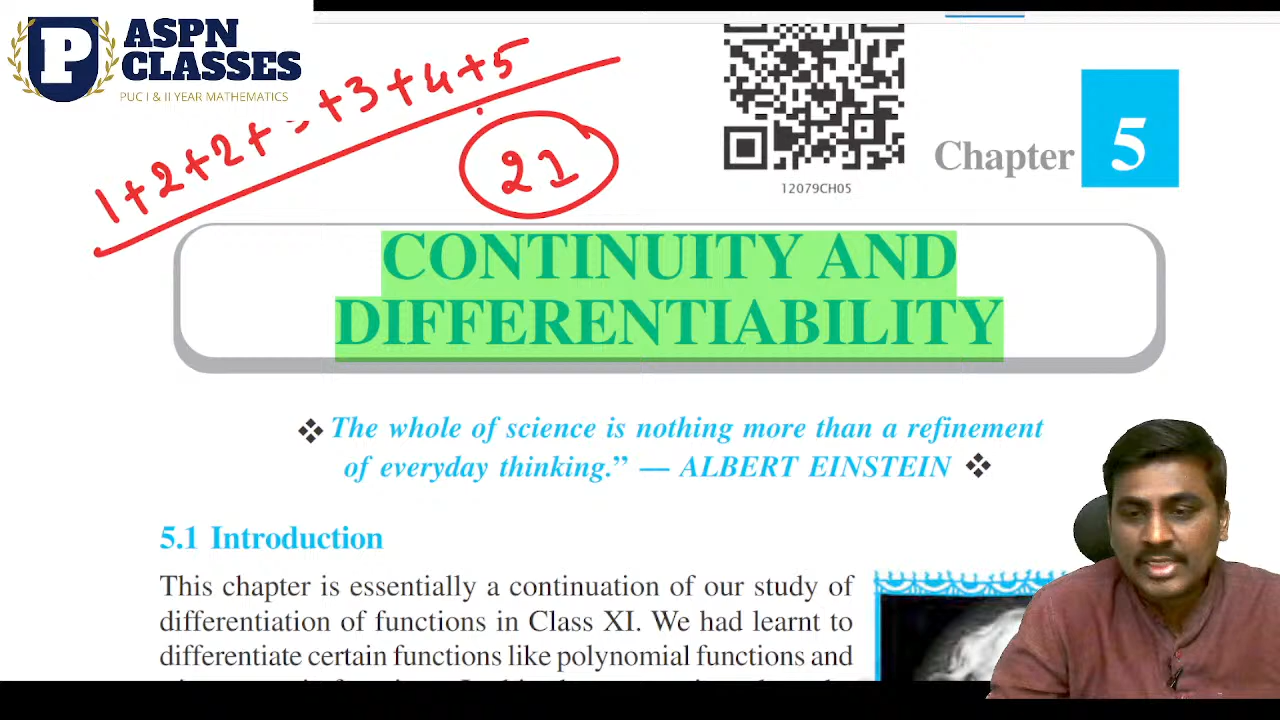 ASPN
CLASSES
PUC I & II YEAR MATHEMATICS
1+2+2+ +3+4+5
21
12079CH05
Chapter 5
CONTINUITY AND
DIFFERENTIABILITY
❖ The whole of science is nothing more than a refinement
of everyday thinking.” — ALBERT EINSTEIN ❖
5.1 Introduction
This chapter is essentially a continuation of our study of
differentiation of functions in Class XI. We had learnt to
differentiate certain functions like polynomial functions and